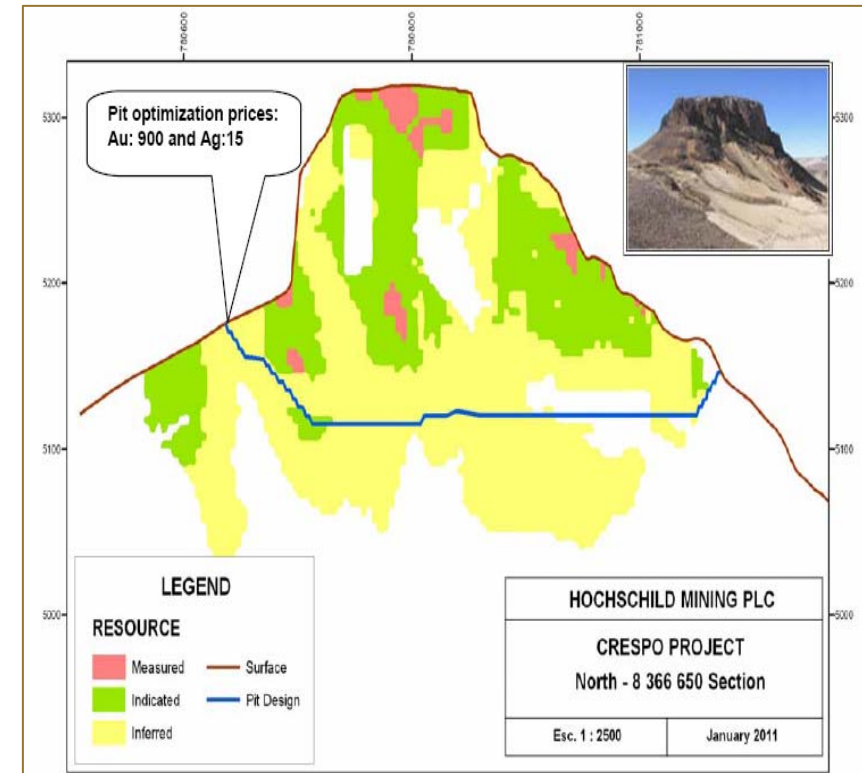 780600
780800
781000
5300
5300
Pit optimization prices:
Au: 900 and Ag:15
5200
5200
5100
5100
5000
5000
LEGEND
RESOURCE
Measured
Surface
Indicated
Pit Design
Inferred
HOCHSCHILD MINING PLC
CRESPO PROJECT
North - 8 366 650 Section
Esc. 1 : 2500
January 2011